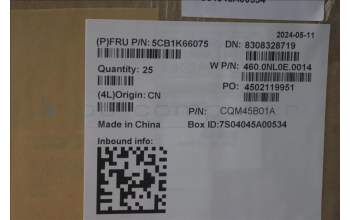 7S04045A00534
2024-05-11
(P)FRU P/N: 5CB1K66075 DN: 8308328719
Quantity: 25 W P/N: 460.0NL0E.0014
PO: 4502119951
(4L)Origin: CN
P/N: CQM45B01A
Made in China Box ID:7S04045A00534
Inbound info: